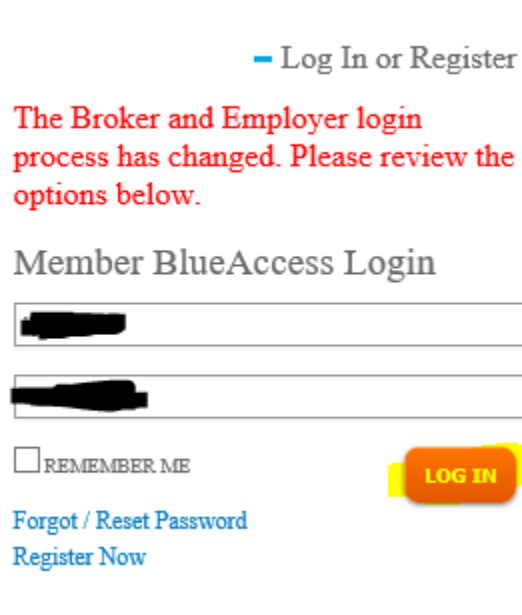 Log In or Register
The Broker and Employer login
process has changed. Please review the
options below.
Member BlueAccess Login
REMEMBER ME
LOG IN
Forgot / Reset Password
Register Now